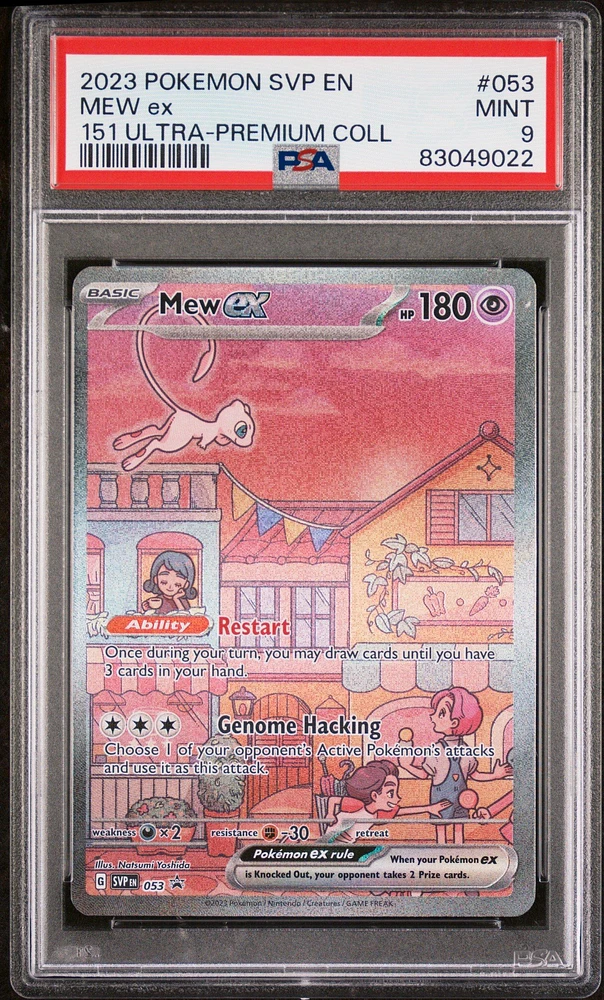 2023 POKEMON SVP EN #053
MEW ex MINT
151 ULTRA-PREMIUM COLL 9
PSA 83049022
BASIC Mew ex HP 180
Ability Restart
Once during your turn, you may draw cards until you have
3 cards in your hand.
Genome Hacking
Choose 1 of your opponent's Active Pokémon's attacks
and use it as this attack.
weakness ×2 resistance -30 retreat
Illus. Natsumi Yoshida
Pokémon ex rule When your Pokémon ex
is Knocked Out, your opponent takes 2 Prize cards.
G SVP EN 053
©2023 Pokémon / Nintendo / Creatures / GAME FREAK
PSA